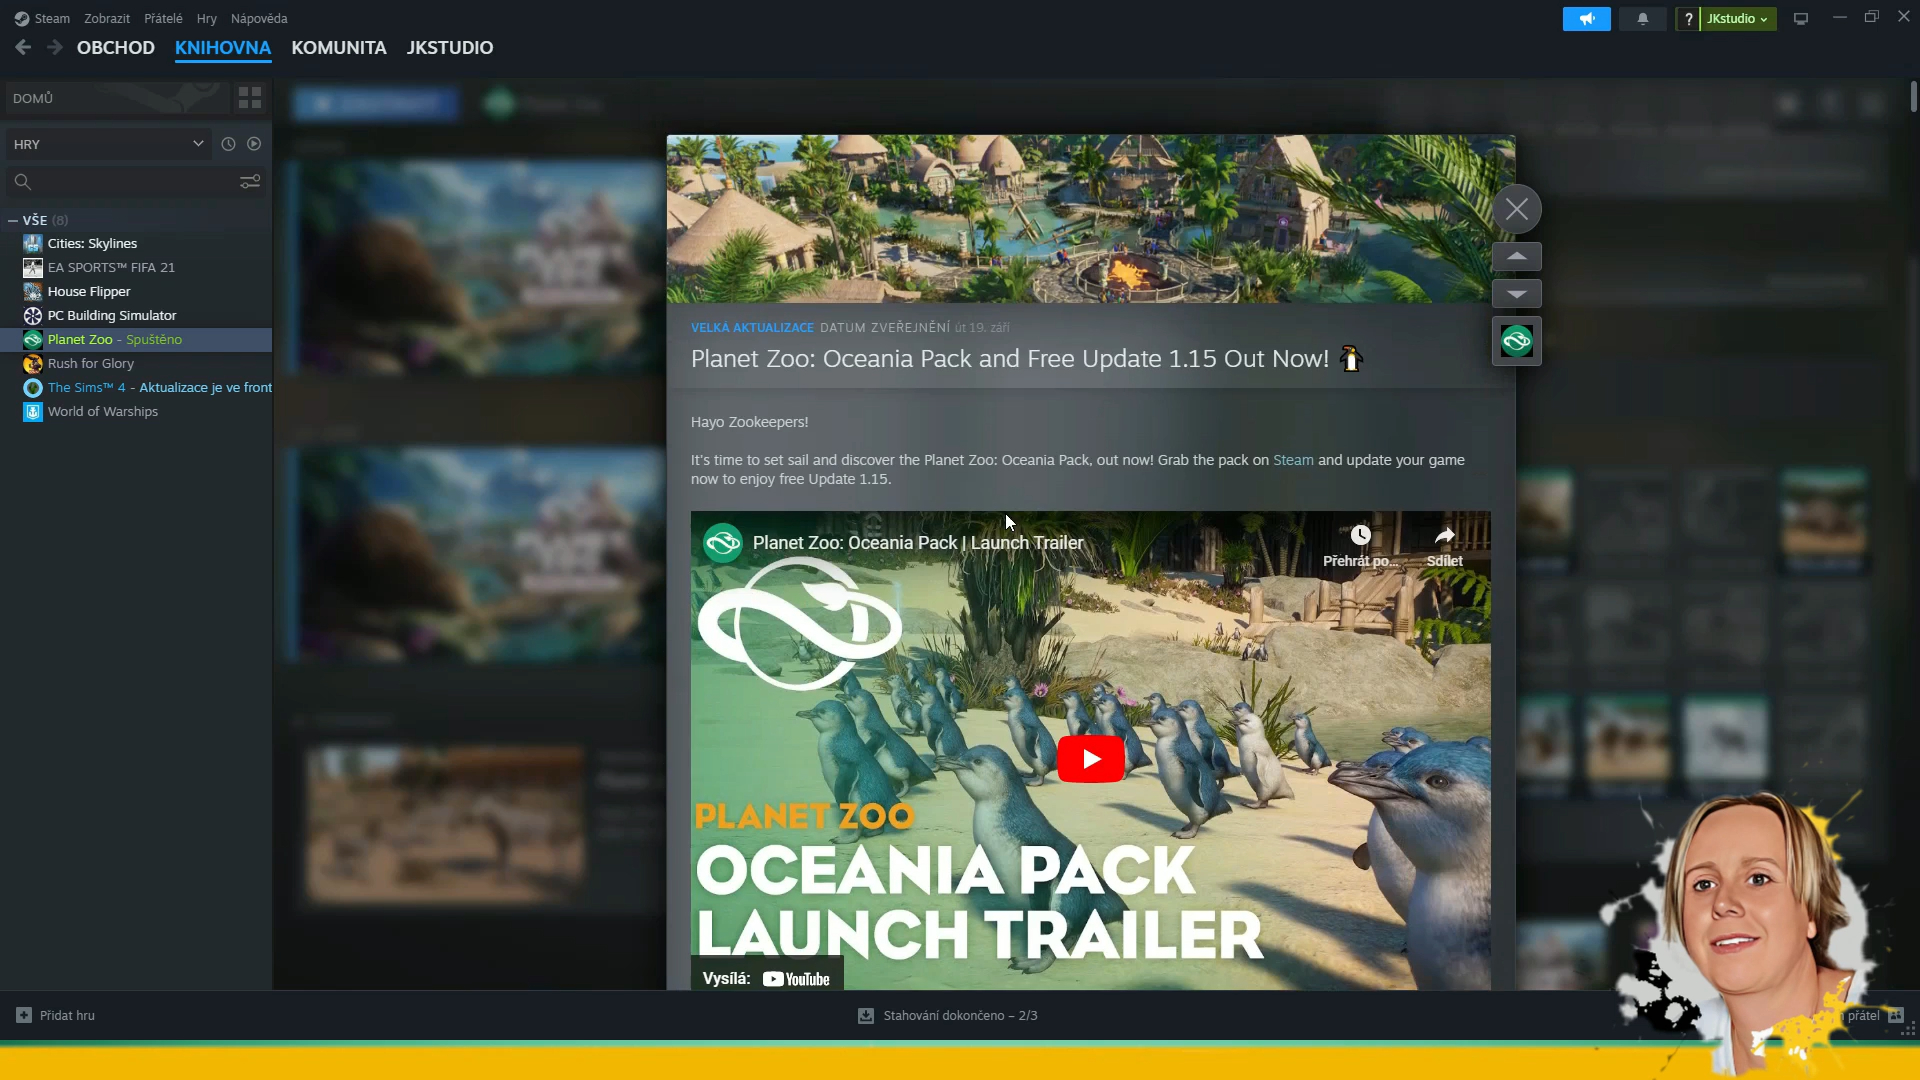 Steam Zobrazit Přátelé Hry Nápověda
? JKstudio
OBCHOD KNIHOVNA KOMUNITA JKSTUDIO
DOMŮ
HRY
VŠE (8)
Cities: Skylines
EA SPORTS™ FIFA 21
House Flipper
PC Building Simulator
Planet Zoo - Spuštěno
Rush for Glory
The Sims™ 4 - Aktualizace je ve front
World of Warships
VELKÁ AKTUALIZACE DATUM ZVEŘEJNĚNÍ út 19. září
Planet Zoo: Oceania Pack and Free Update 1.15 Out Now!
Hayo Zookeepers!
It's time to set sail and discover the Planet Zoo: Oceania Pack, out now! Grab the pack on Steam and update your game
now to enjoy free Update 1.15.
Planet Zoo: Oceania Pack | Launch Trailer
Přehrát po... Sdílet
PLANET ZOO
OCEANIA PACK
LAUNCH TRAILER
Vysílá: YouTube
Přidat hru
Stahování dokončeno – 2/3
přátel